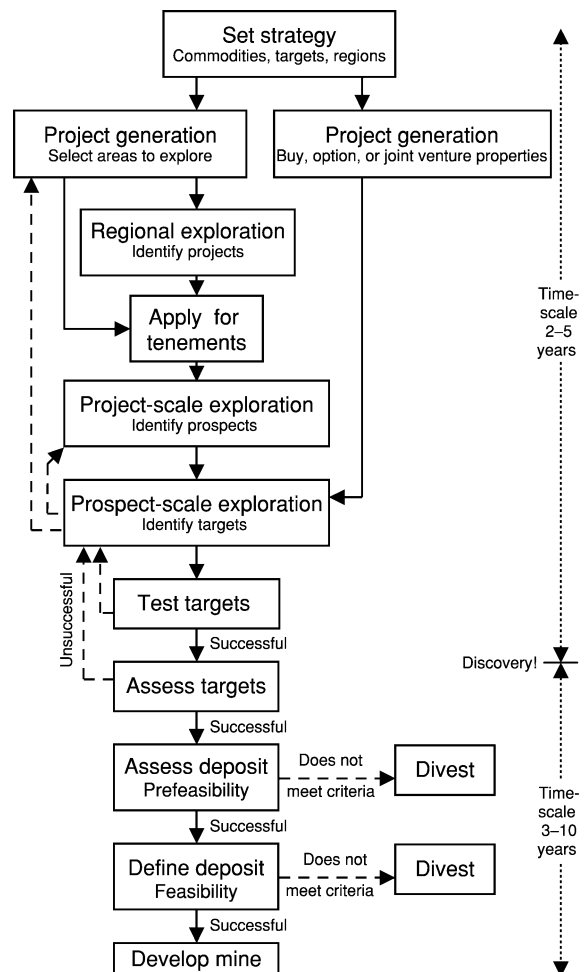 Set strategy
Commodities, targets, regions
Project generation
Select areas to explore
Project generation
Buy, option, or joint venture properties
Regional exploration
Identify projects
Time-
scale
2–5
years
Apply for
tenements
Project-scale exploration
Identify prospects
Prospect-scale exploration
Identify targets
Unsuccessful
Test targets
Successful
Discovery!
Assess targets
Successful
Assess deposit
Prefeasibility
Does not
meet criteria
Divest
Time-
scale
3–10
years
Successful
Define deposit
Feasibility
Does not
meet criteria
Divest
Successful
Develop mine